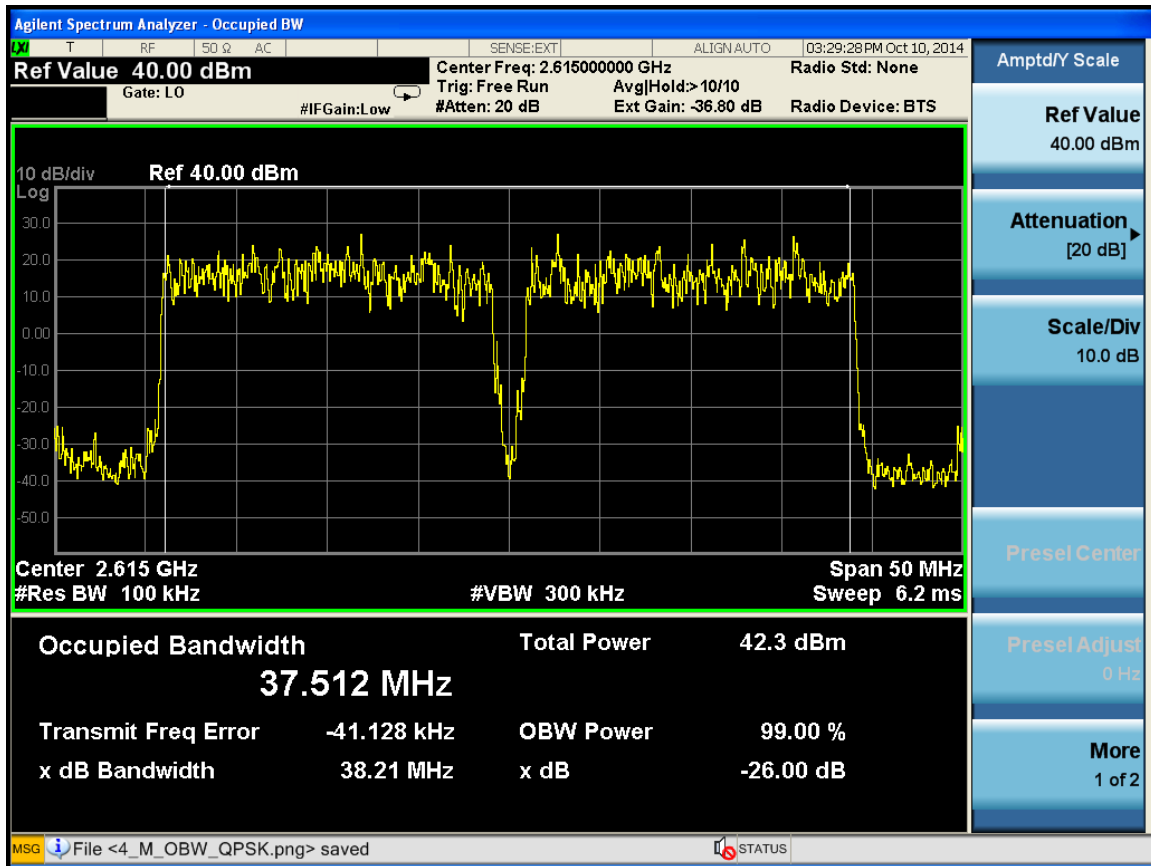 Agilent Spectrum Analyzer - Occupied BW
LXI T RF 50 Ω AC SENSE:EXT ALIGN AUTO 03:29:28 PM Oct 10, 2014
Ref Value 40.00 dBm
Center Freq: 2.615000000 GHz
Radio Std: None
Gate: LO
Trig: Free Run
Avg|Hold:> 10/10
#IFGain:Low
#Atten: 20 dB
Ext Gain: -36.80 dB
Radio Device: BTS
10 dB/div
Ref 40.00 dBm
Log
30.0
20.0
10.0
0.00
-10.0
-20.0
-30.0
-40.0
-50.0
Center 2.615 GHz
Span 50 MHz
#Res BW 100 kHz
#VBW 300 kHz
Sweep 6.2 ms
Occupied Bandwidth
Total Power 42.3 dBm
37.512 MHz
Transmit Freq Error -41.128 kHz
OBW Power 99.00 %
x dB Bandwidth 38.21 MHz
x dB -26.00 dB
Amptd/Y Scale
Ref Value
40.00 dBm
Attenuation
[20 dB]
Scale/Div
10.0 dB
Presel Center
Presel Adjust
0 Hz
More
1 of 2
MSG File <4_M_OBW_QPSK.png> saved
STATUS